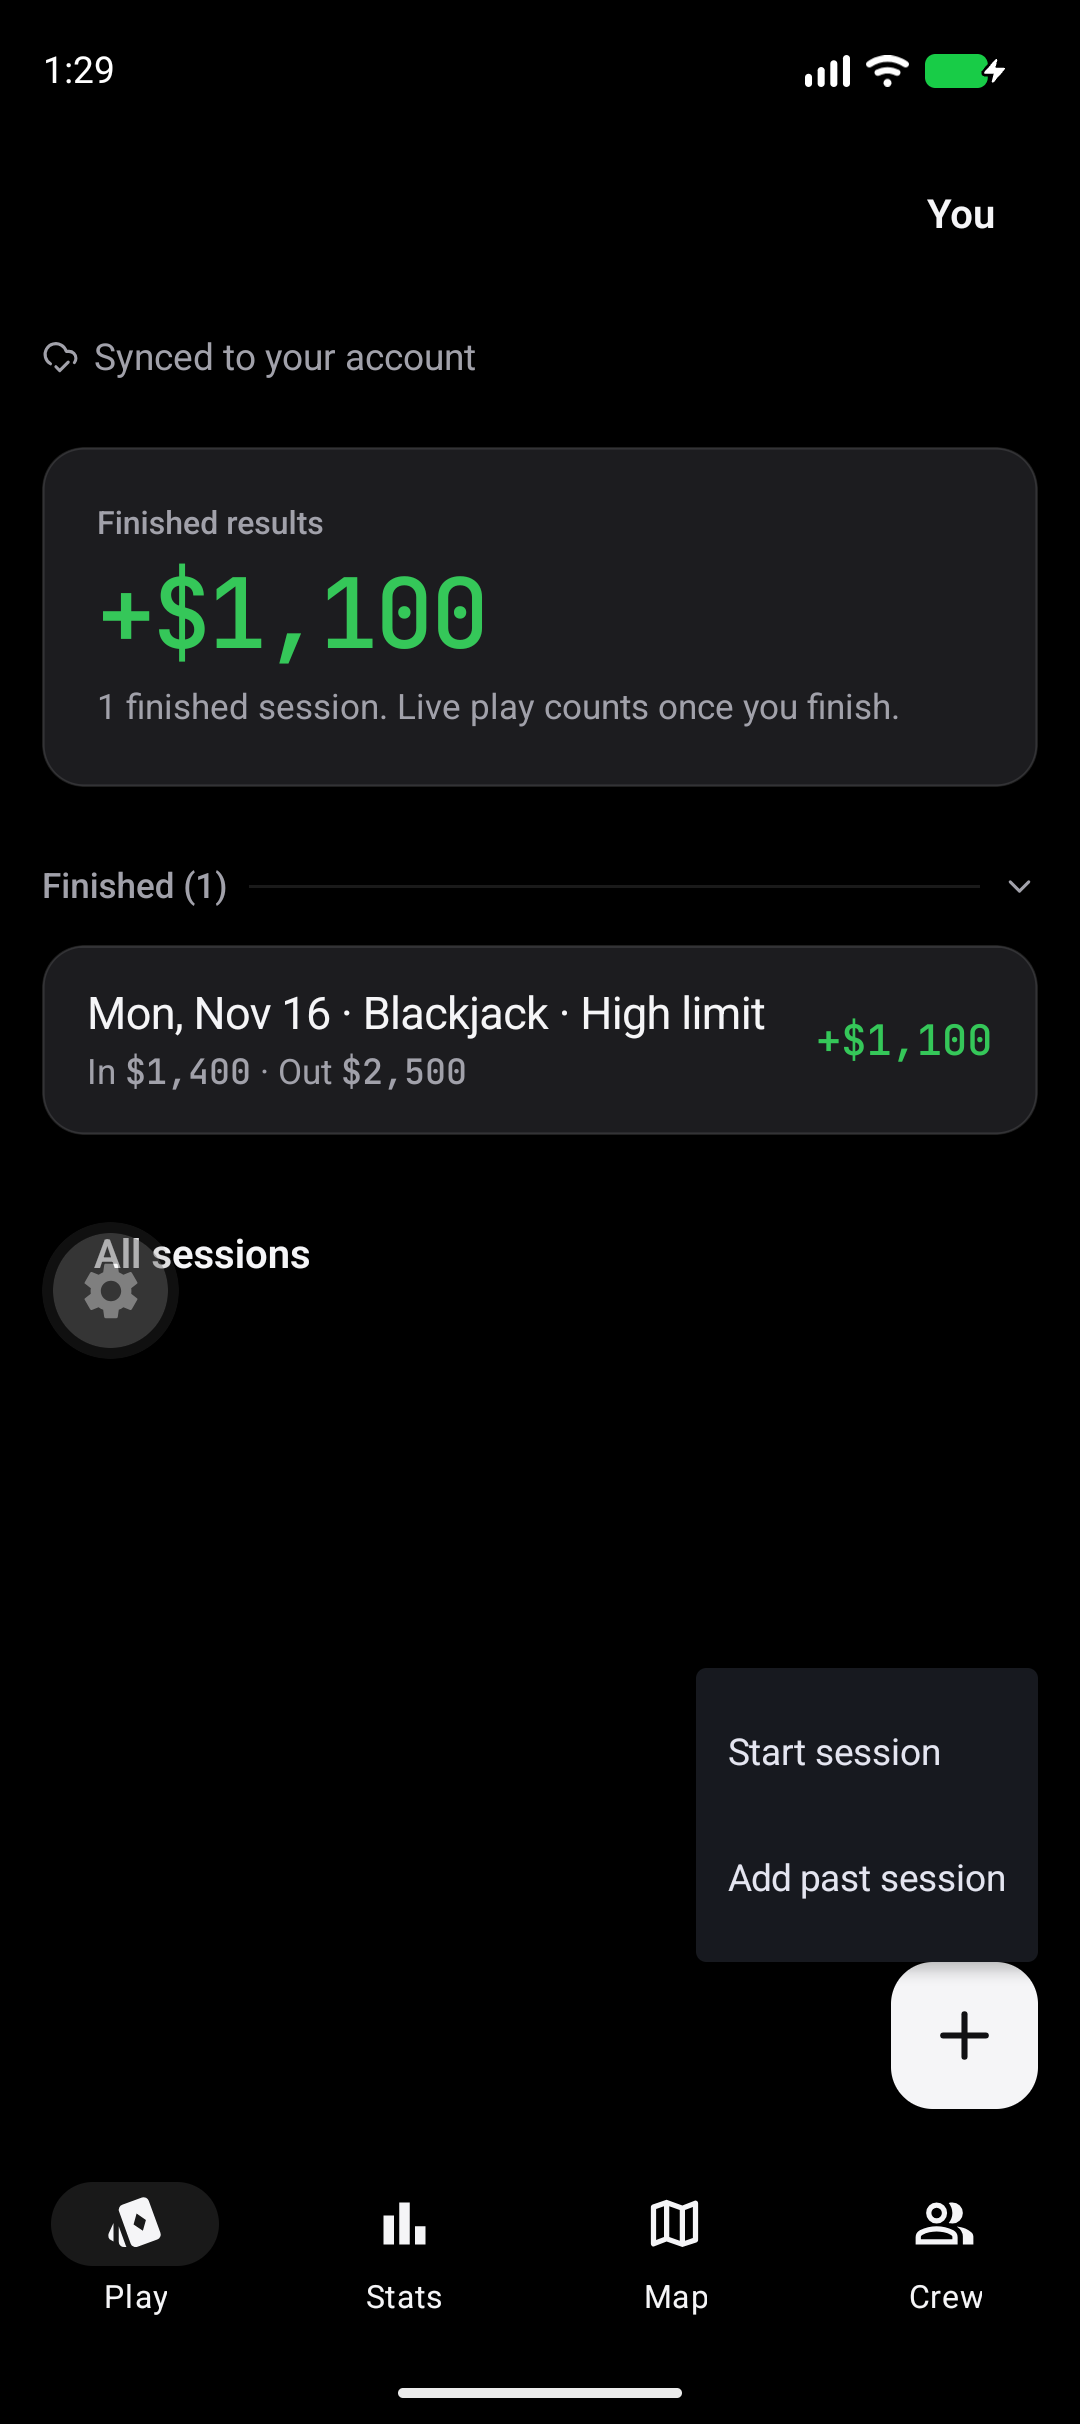 1:29
You
Synced to your account
Finished results
+$1,100
1 finished session. Live play counts once you finish.
Finished (1)
Mon, Nov 16 · Blackjack · High limit
+$1,100
In $1,400 · Out $2,500
All sessions
Start session
Add past session
Play
Stats
Map
Crew